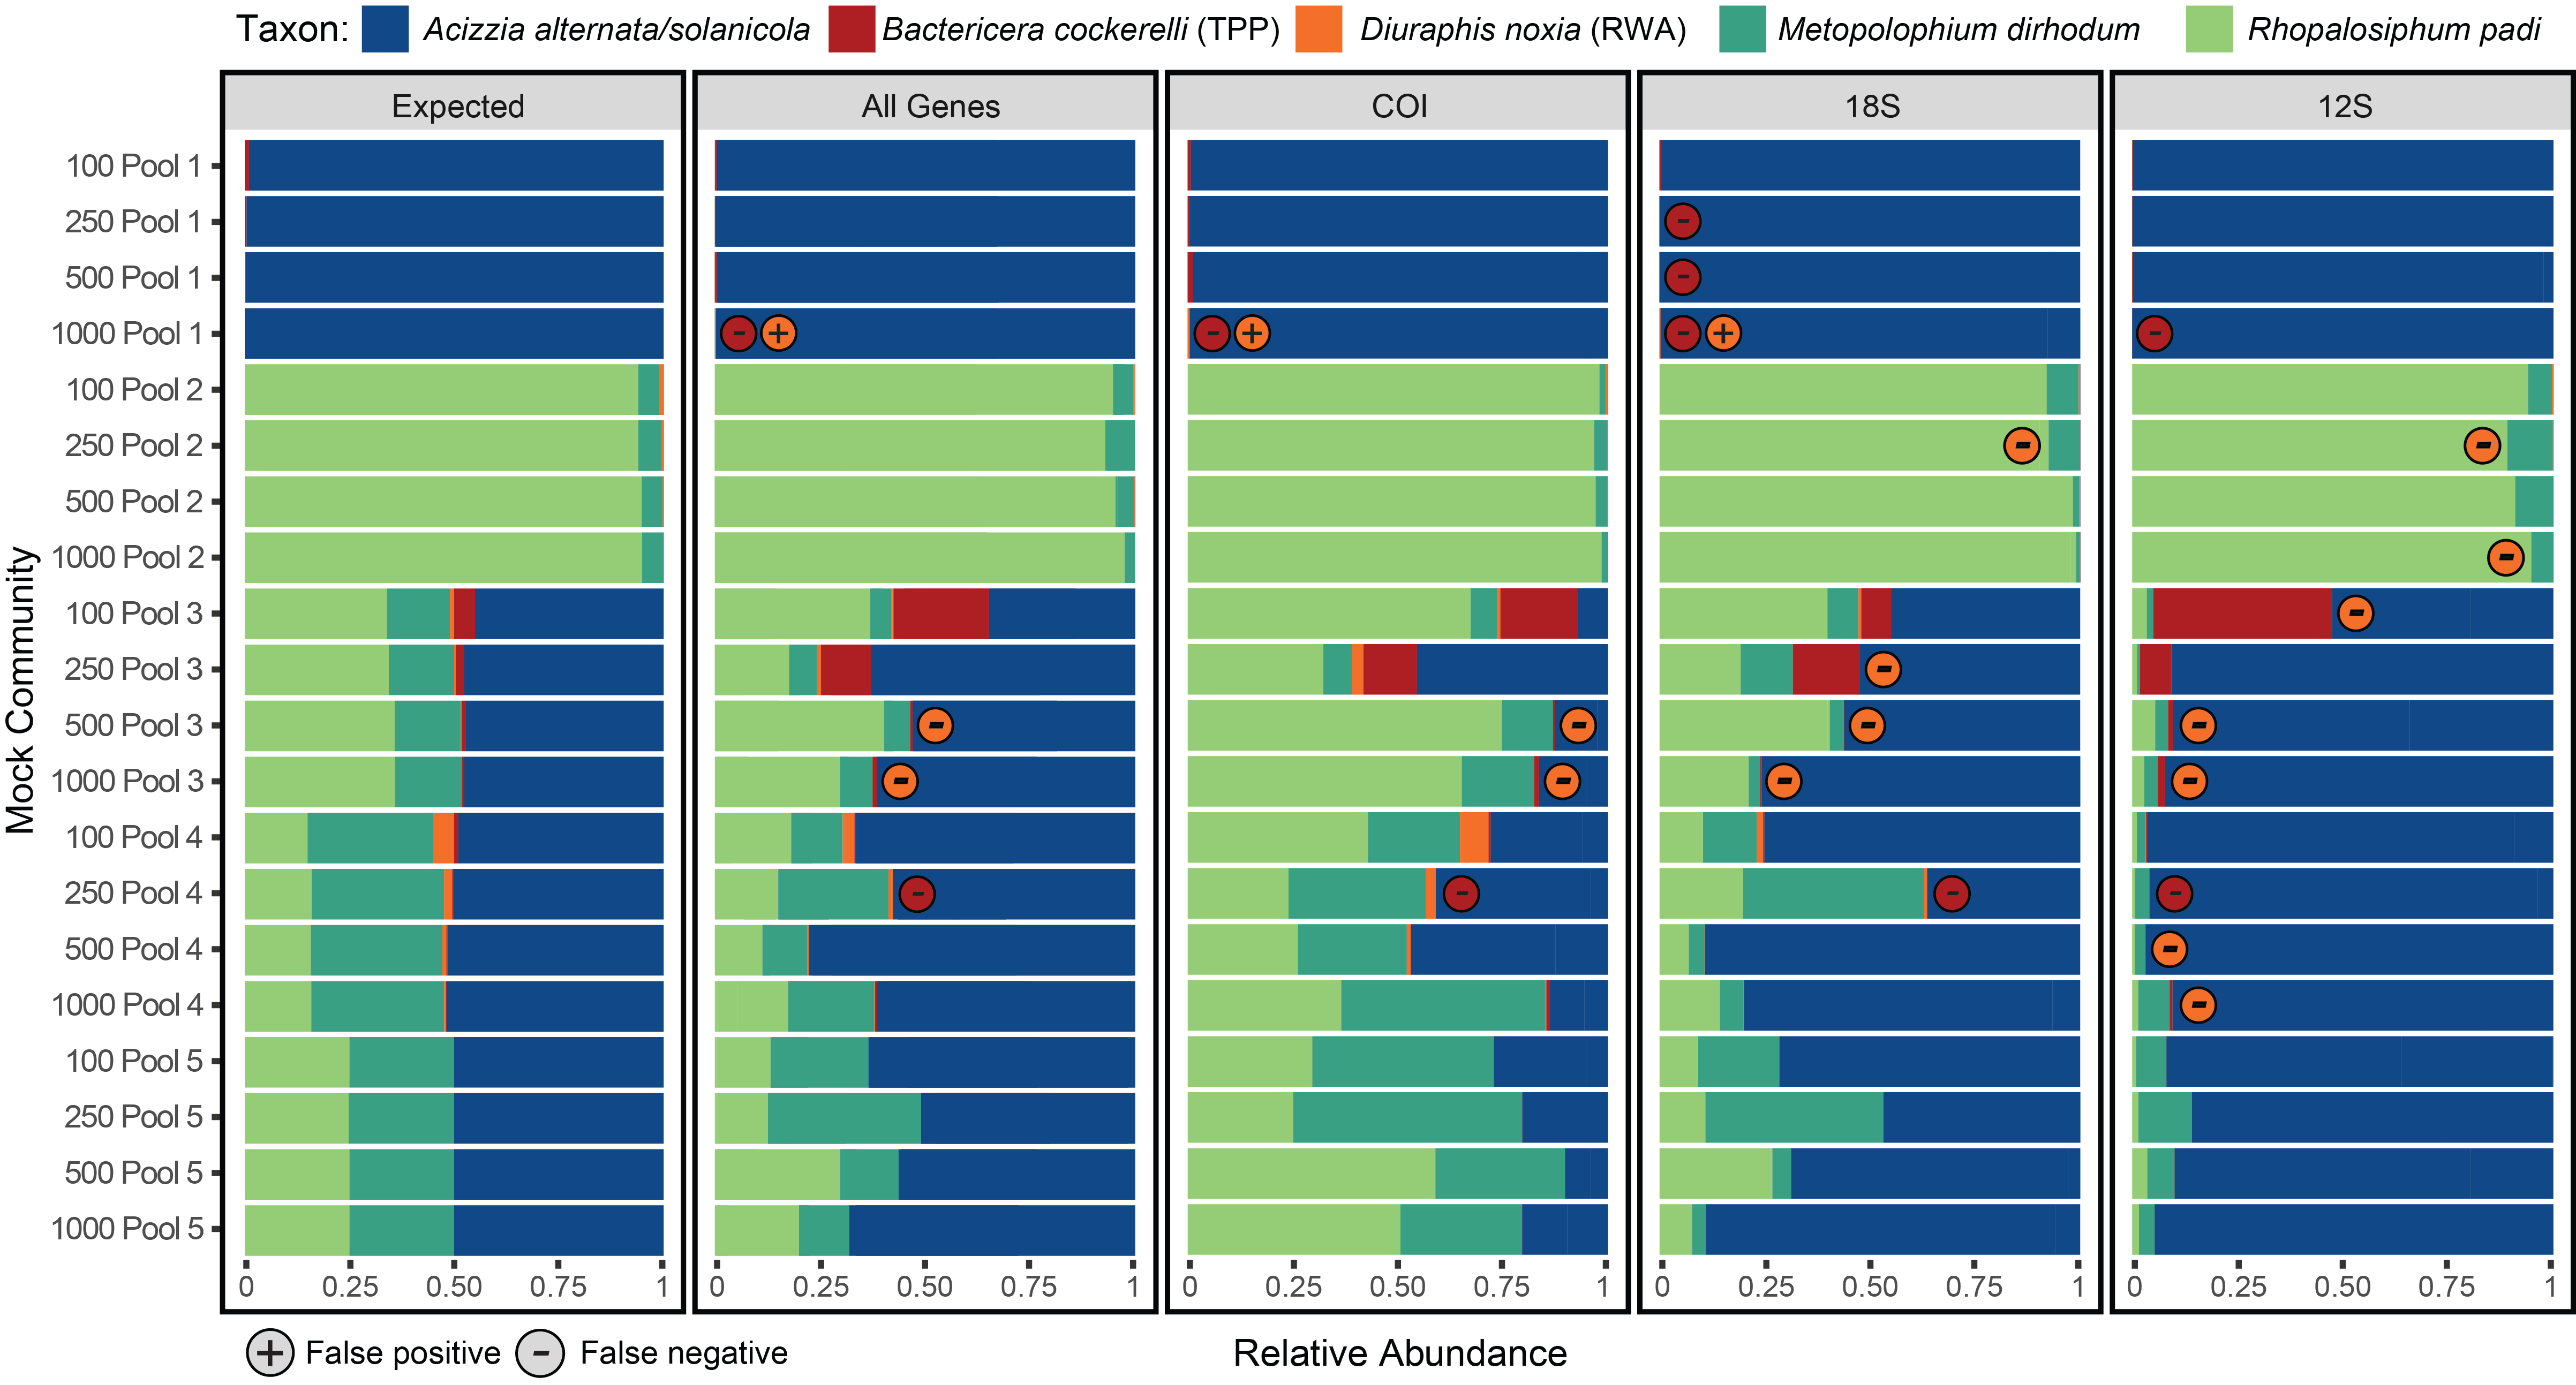 Taxon: Acizzia alternata/solanicola Bactericera cockerelli (TPP) Diuraphis noxia (RWA) Metopolophium dirhodum Rhopalosiphum padi
Expected All Genes COI 18S 12S
Mock Community
100 Pool 1
250 Pool 1
-
500 Pool 1
-
1000 Pool 1
- + - + - + -
100 Pool 2
250 Pool 2
- -
500 Pool 2
1000 Pool 2
-
100 Pool 3
-
250 Pool 3
-
500 Pool 3
- - - -
1000 Pool 3
- - - -
100 Pool 4
250 Pool 4
- - - -
500 Pool 4
-
1000 Pool 4
-
100 Pool 5
250 Pool 5
500 Pool 5
1000 Pool 5
0 0.25 0.50 0.75 1 0 0.25 0.50 0.75 1 0 0.25 0.50 0.75 1 0 0.25 0.50 0.75 1 0 0.25 0.50 0.75 1
+ False positive - False negative
Relative Abundance